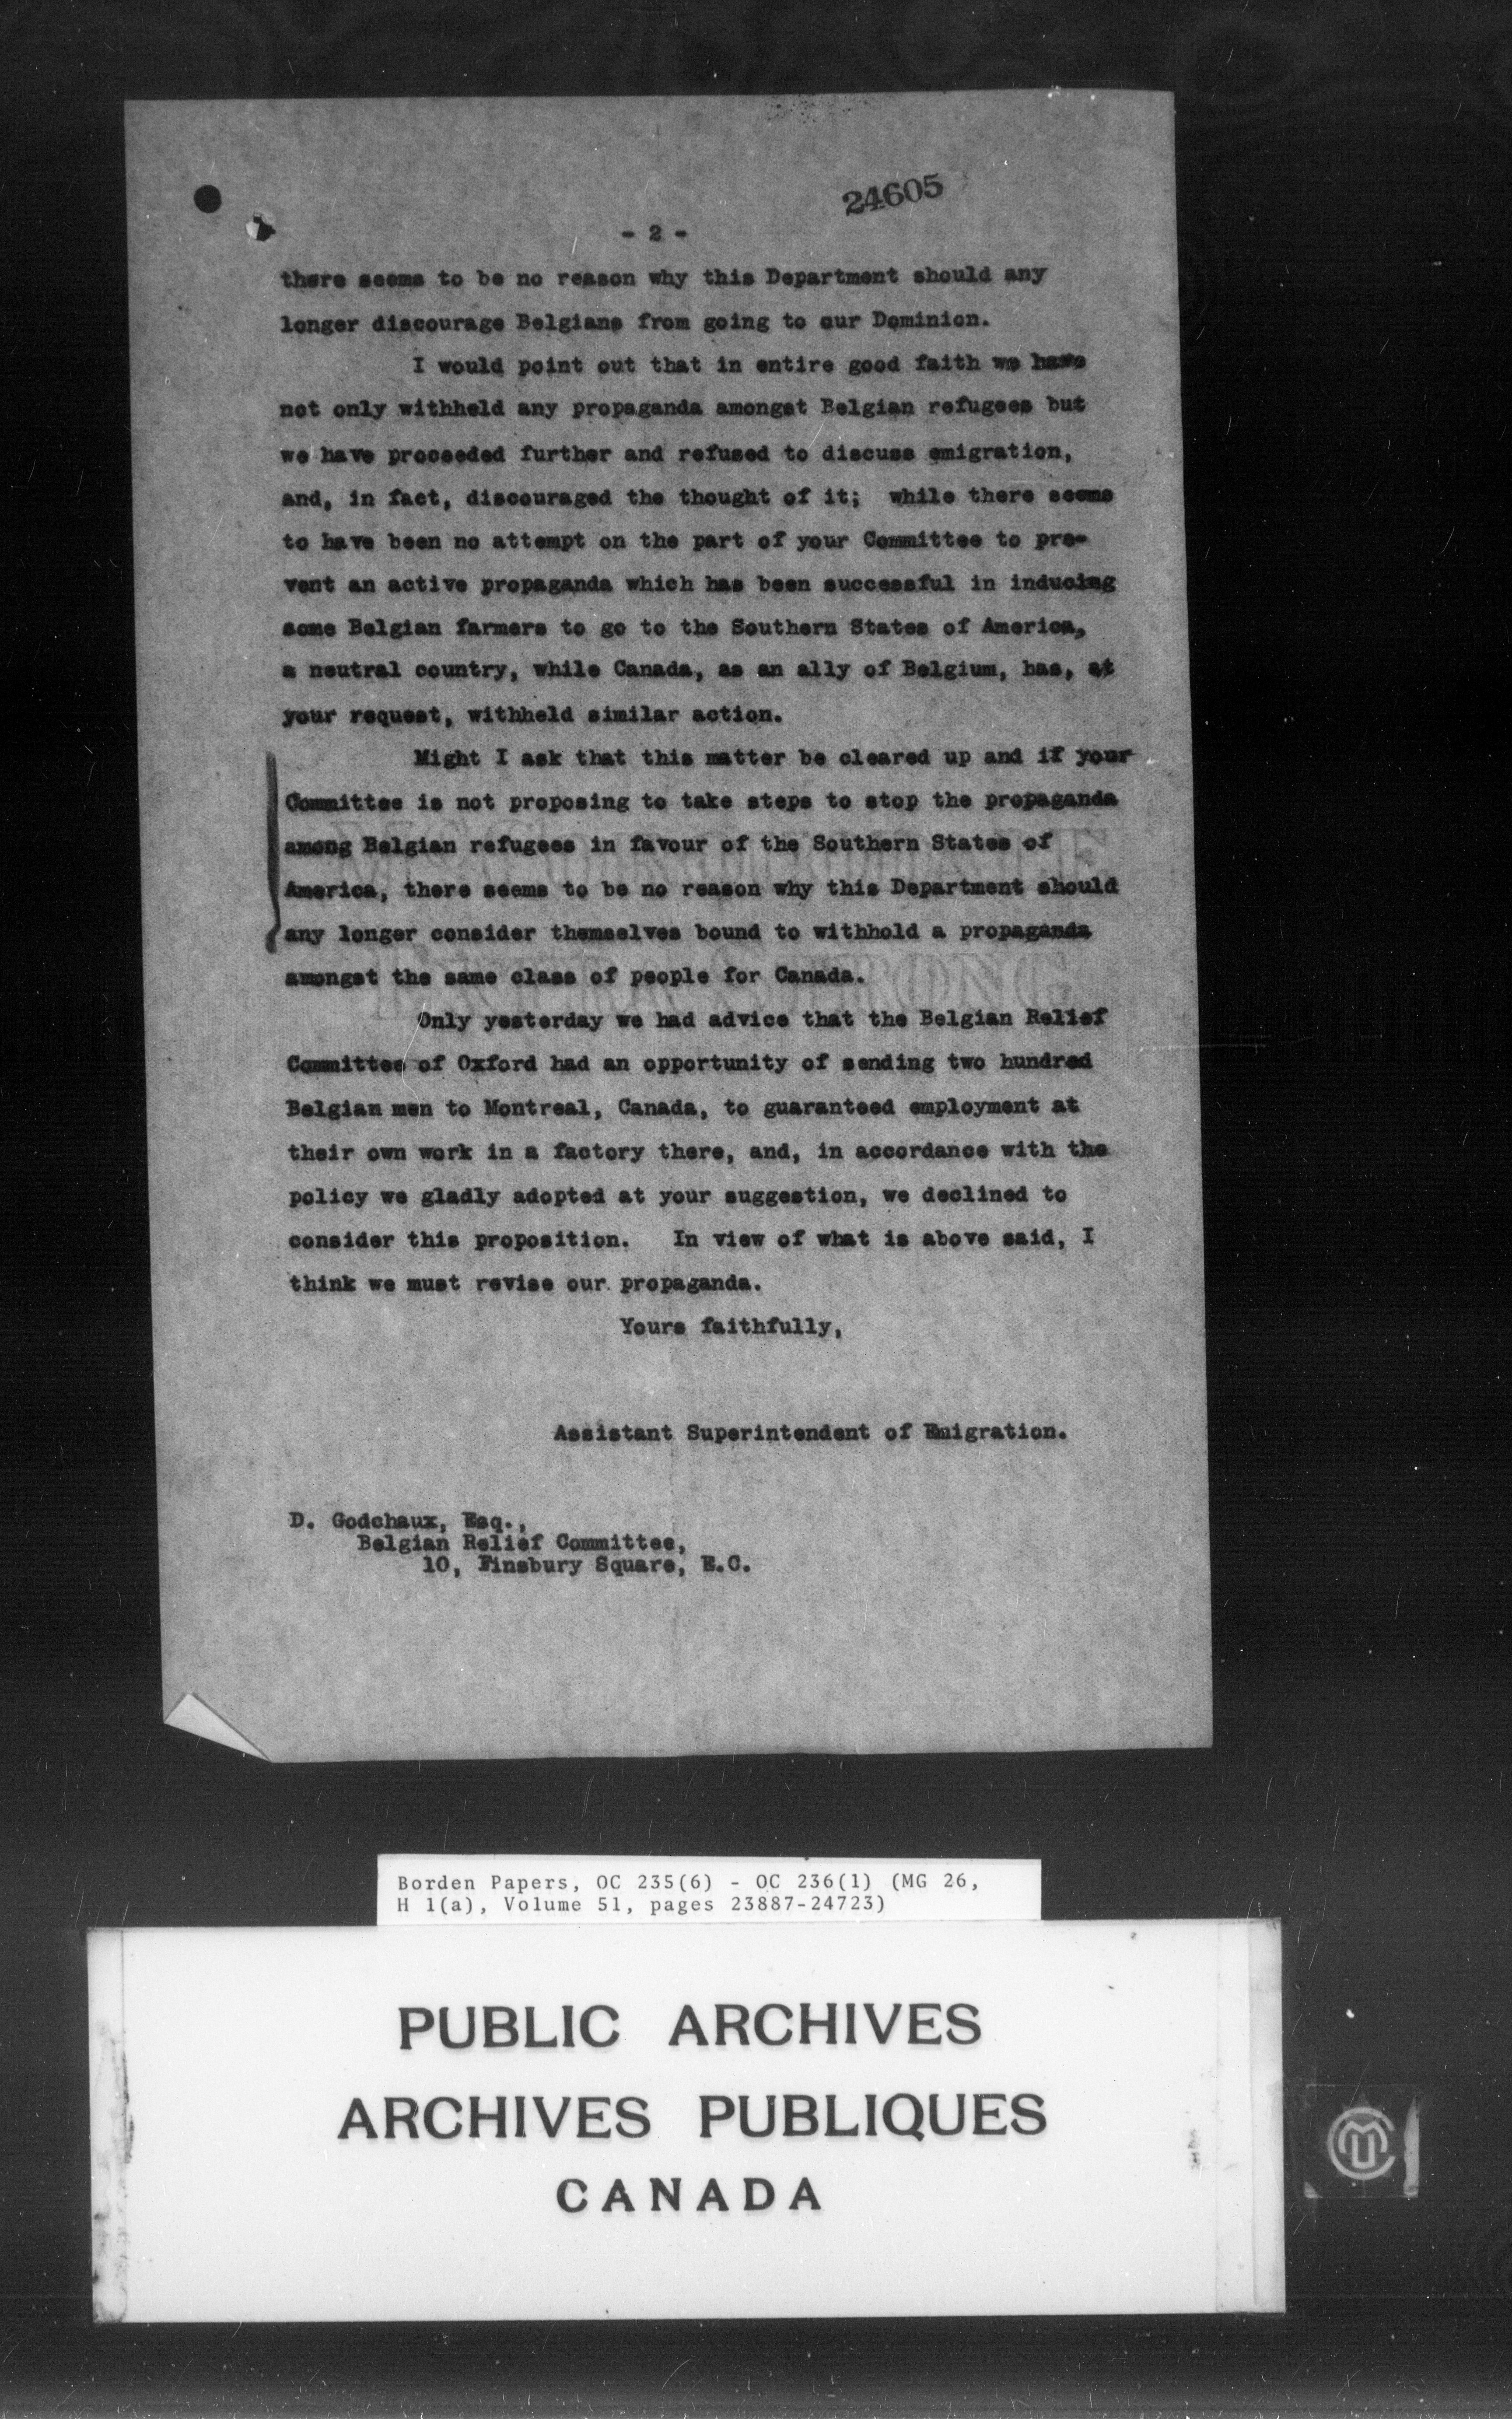 24605
- 2 -
there seems to be no reason why this Department should any
longer discourage Belgians from going to our Dominion.
I would point out that in entire good faith we have
not only withheld any propaganda amongst Belgian refugees but
we have proceeded further and refused to discuss emigration,
and, in fact, discouraged the thought of it; while there seems
to have been no attempt on the part of your Committee to pre-
vent an active propaganda which has been successful in inducing
some Belgian farmers to go to the Southern States of America,
a neutral country, while Canada, as an ally of Belgium, has, at
your request, withheld similar action.
Might I ask that this matter be cleared up and if your
Committee is not proposing to take steps to stop the propaganda
among Belgian refugees in favour of the Southern States of
America, there seems to be no reason why this Department should
any longer consider themselves bound to withhold a propaganda
amongst the same class of people for Canada.
Only yesterday we had advice that the Belgian Relief
Committee of Oxford had an opportunity of sending two hundred
Belgian men to Montreal, Canada, to guaranteed employment at
their own work in a factory there, and, in accordance with the
policy we gladly adopted at your suggestion, we declined to
consider this proposition. In view of what is above said, I
think we must revise our propaganda.
Yours faithfully,
Assistant Superintendent of Emigration.
D. Godchaux, Esq.,
Belgian Relief Committee,
10, Finsbury Square, E.C.
Borden Papers, OC 235(6) - OC 236(1) (MG 26,
H 1(a), Volume 51, pages 23887-24723)
PUBLIC ARCHIVES
ARCHIVES PUBLIQUES
CANADA